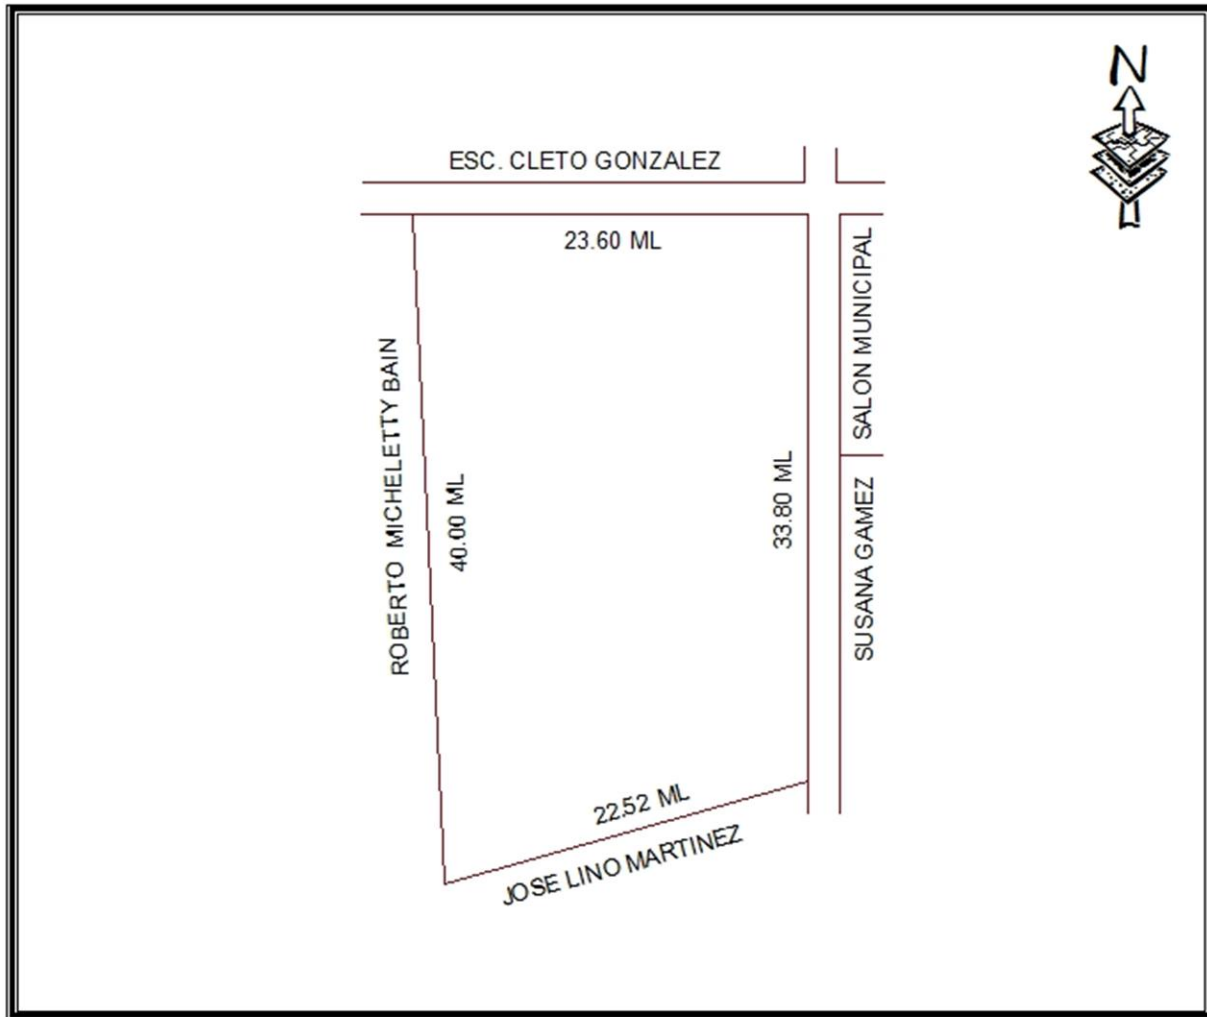 N
ESC. CLETO GONZALEZ
23.60 ML
SALON MUNICIPAL
ROBERTO MICHELETTY BAIN
40.00 ML
33.80 ML
SUSANA GAMEZ
22.52 ML
JOSE LINO MARTINEZ